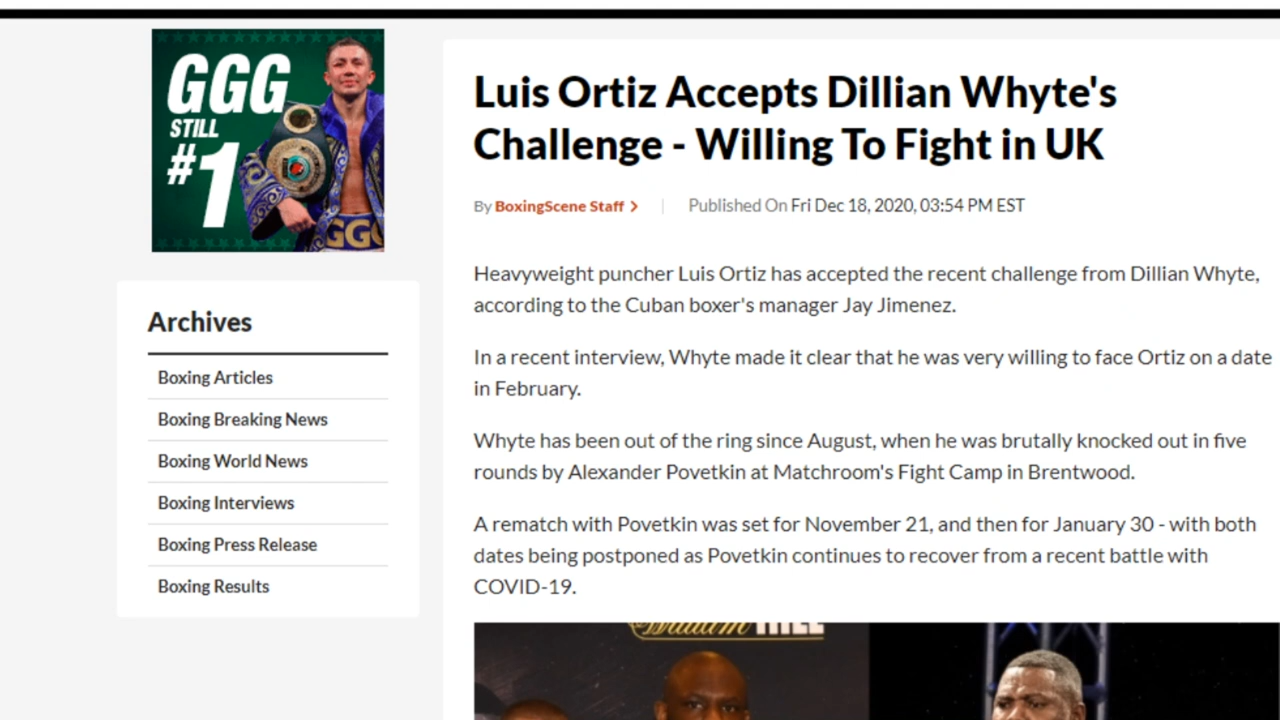 GGG
STILL
#1
GGG
Archives
Boxing Articles
Boxing Breaking News
Boxing World News
Boxing Interviews
Boxing Press Release
Boxing Results
Luis Ortiz Accepts Dillian Whyte's
Challenge - Willing To Fight in UK
By BoxingScene Staff > | Published On Fri Dec 18, 2020, 03:54 PM EST
Heavyweight puncher Luis Ortiz has accepted the recent challenge from Dillian Whyte,
according to the Cuban boxer's manager Jay Jimenez.
In a recent interview, Whyte made it clear that he was very willing to face Ortiz on a date
in February.
Whyte has been out of the ring since August, when he was brutally knocked out in five
rounds by Alexander Povetkin at Matchroom's Fight Camp in Brentwood.
A rematch with Povetkin was set for November 21, and then for January 30 - with both
dates being postponed as Povetkin continues to recover from a recent battle with
COVID-19.
William HILL